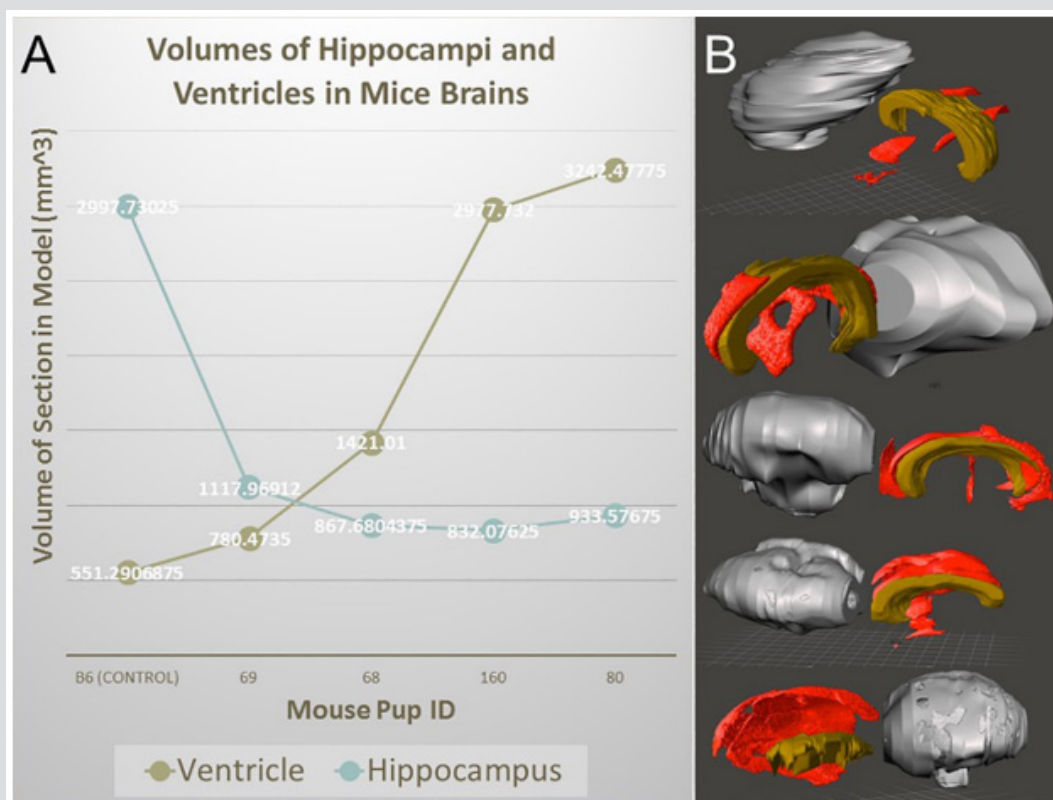 A
Volumes of Hippocampi and
Ventricles in Mice Brains
Volume of Section in Model (mm^3)
3242.47775
2997.73025
2977.732
1421.01
1117.96912
780.4735
867.6804375
832.07625
933.57675
551.2906875
B6 (CONTROL)
69
68
160
80
Mouse Pup ID
Ventricle
Hippocampus
B